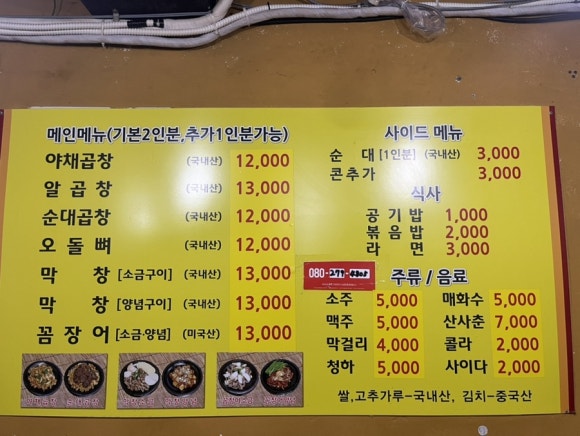 메인메뉴(기본2인분,추가1인분가능)
야채곱창 (국내산) 12,000
알곱창 (국내산) 13,000
순대곱창 (국내산) 12,000
오돌뼈 (국내산) 12,000
막창 [소금구이] (국내산) 13,000
막창 [양념구이] (국내산) 13,000
꼼장어 [소금·양념] (미국산) 13,000
사이드 메뉴
순대 [1인분] (국내산) 3,000
콘추가 3,000
식사
공기밥 1,000
볶음밥 2,000
라면 3,000
주류 / 음료
소주 5,000 매화수 5,000
맥주 5,000 산사춘 7,000
막걸리 4,000 콜라 2,000
청하 5,000 사이다 2,000
쌀,고추가루-국내산, 김치-중국산